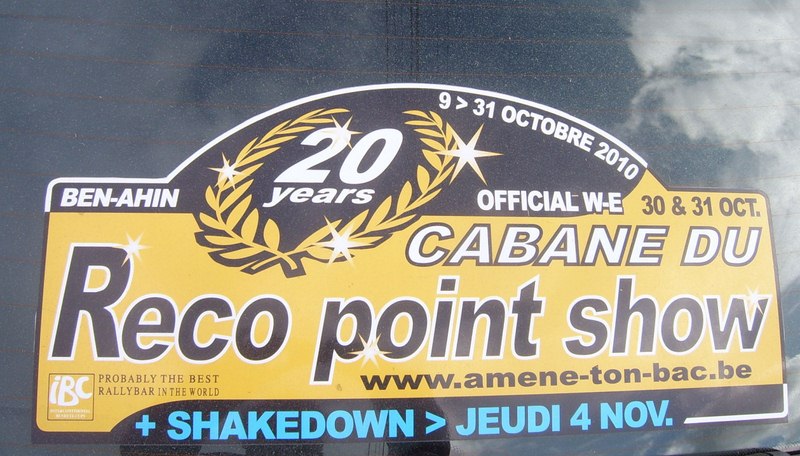 9 > 31 OCTOBRE 2010
20
years
BEN-AHIN
OFFICIAL W-E 30 & 31 OCT.
CABANE DU
Reco point show
www.amene-ton-bac.be
iBC
PROBABLY THE BEST
RALLYBAR IN THE WORLD
+ SHAKEDOWN > JEUDI 4 NOV.